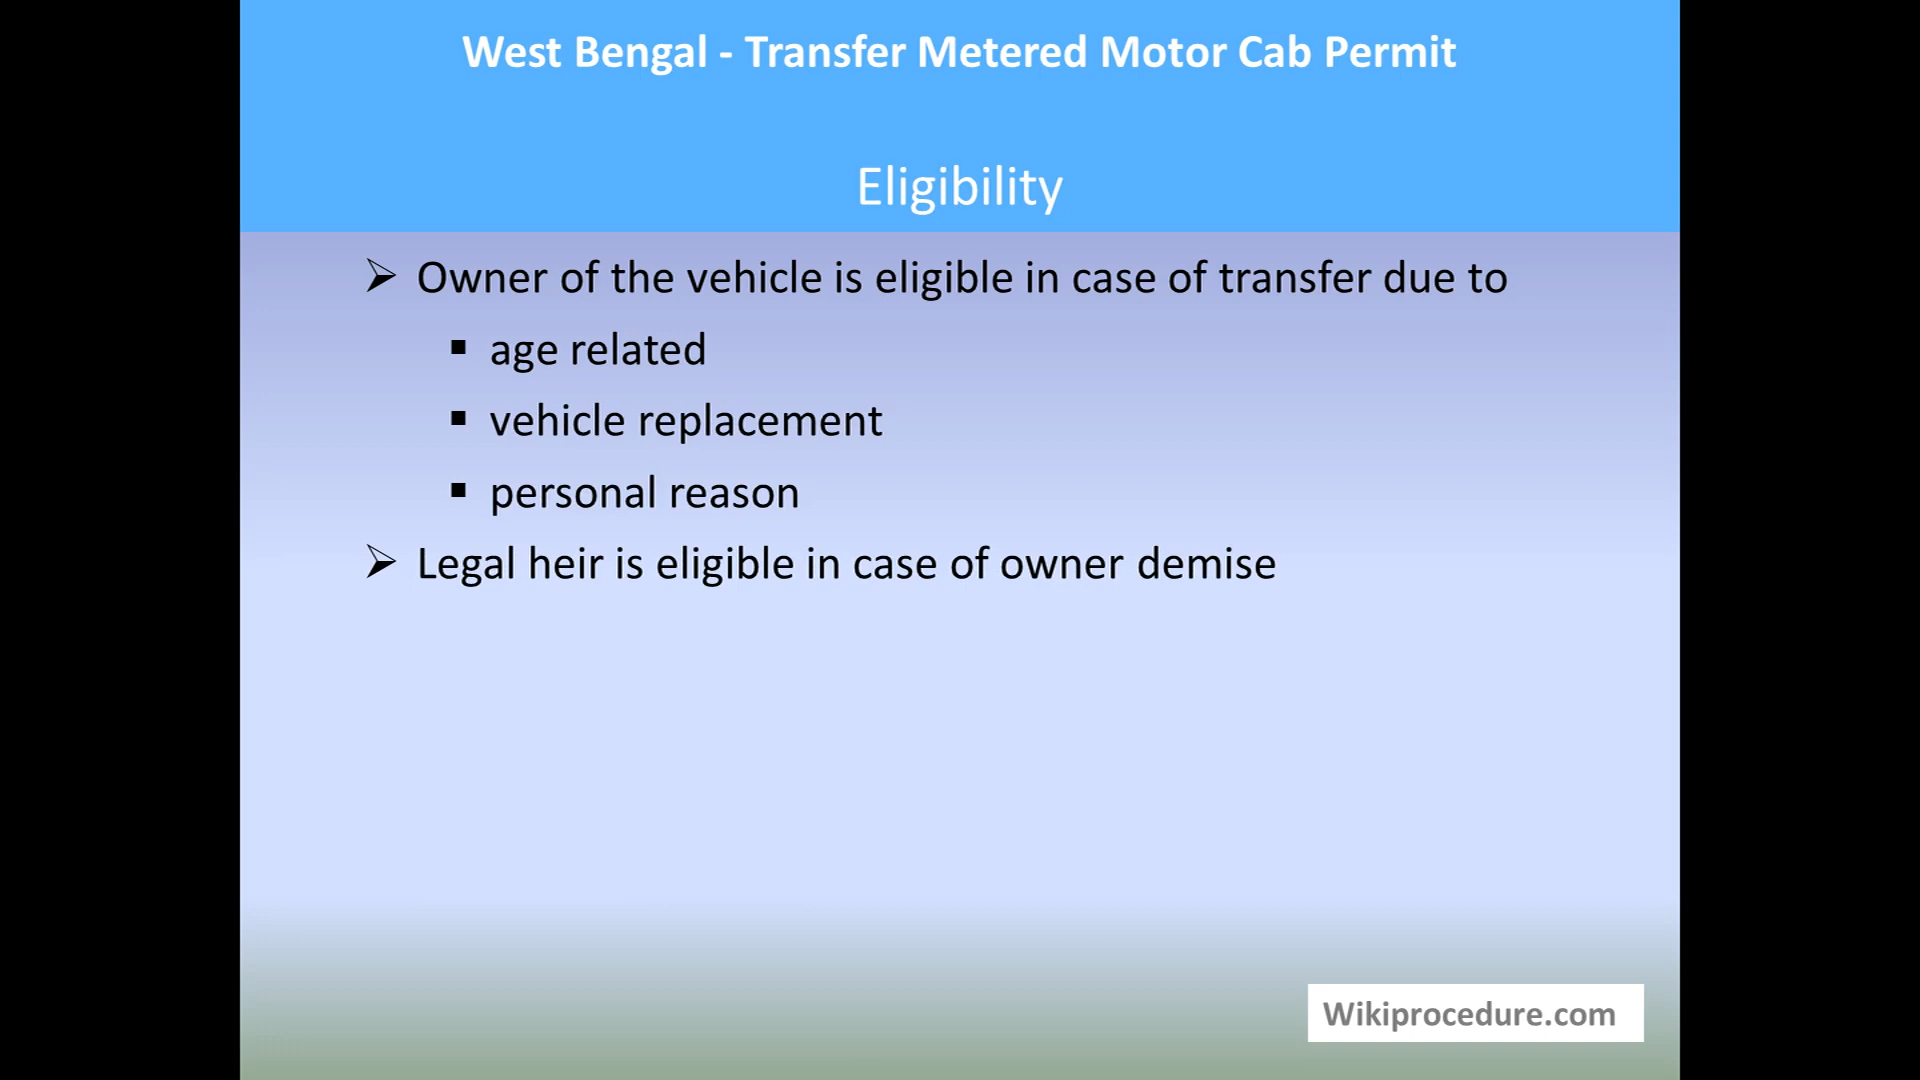 West Bengal - Transfer Metered Motor Cab Permit
Eligibility
➢ Owner of the vehicle is eligible in case of transfer due to
▪ age related
▪ vehicle replacement
▪ personal reason
➢ Legal heir is eligible in case of owner demise
Wikiprocedure.com